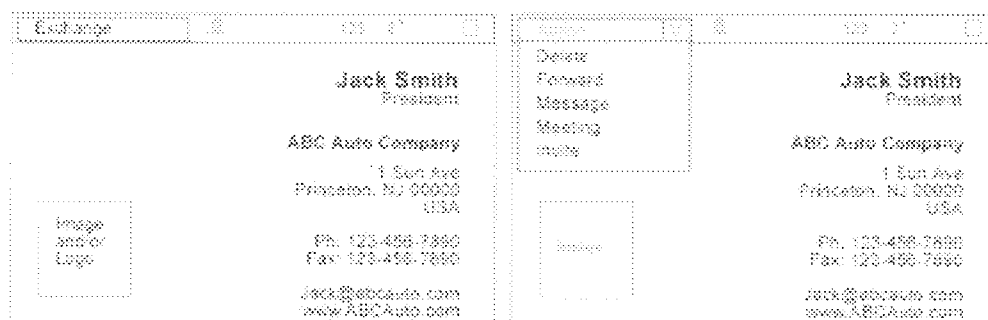 Exchange
Jack Smith
President
ABC Auto Company
1 Sun Ave
Princeton, NJ 00000
USA
Image
and/or
Logo
Ph: 123-456-7890
Fax: 123-456-7890
Jack@abcauto.com
www.ABCAuto.com
Delete
Forward
Message
Meeting
Invite
Jack Smith
President
ABC Auto Company
1 Sun Ave
Princeton, NJ 00000
USA
Image
Ph: 123-456-7890
Fax: 123-456-7890
Jack@abcauto.com
www.ABCAuto.com